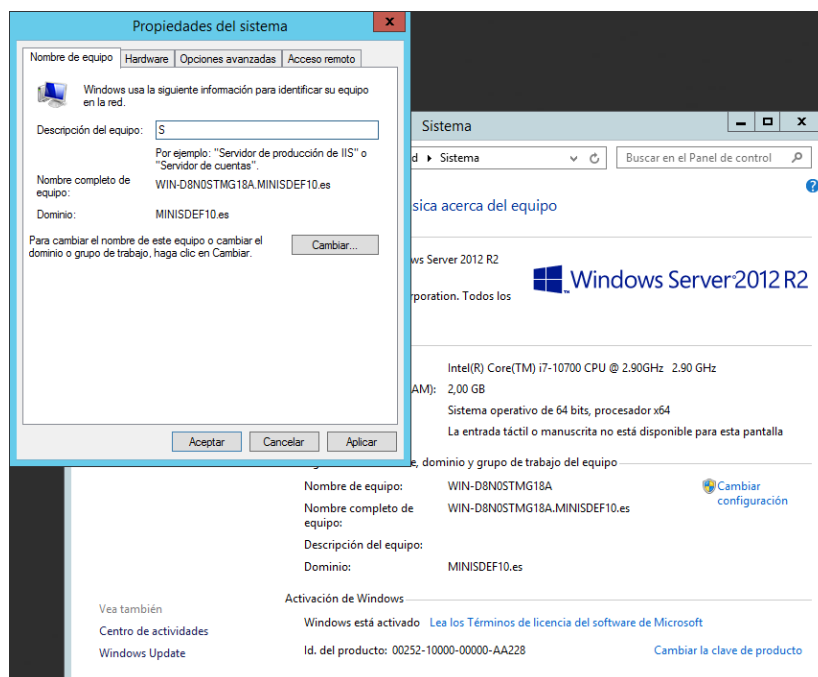 Propiedades del sistema
x
Nombre de equipo Hardware Opciones avanzadas Acceso remoto
Windows usa la siguiente información para identificar su equipo
en la red.
Descripción del equipo: S
Por ejemplo: "Servidor de producción de IIS" o
"Servidor de cuentas".
Nombre completo de
equipo:
WIN-D8N0STMG18A.MINISDEF10.es
Dominio: MINISDEF10.es
Para cambiar el nombre de este equipo o cambiar el
dominio o grupo de trabajo, haga clic en Cambiar.
Cambiar...
Aceptar Cancelar Aplicar
Sistema
x
d ▸ Sistema
Buscar en el Panel de control
?
sica acerca del equipo
ws Server 2012 R2
rporation. Todos los
Windows Server 2012 R2
Intel(R) Core(TM) i7-10700 CPU @ 2.90GHz 2.90 GHz
AM): 2,00 GB
Sistema operativo de 64 bits, procesador x64
La entrada táctil o manuscrita no está disponible para esta pantalla
e, dominio y grupo de trabajo del equipo
Nombre de equipo: WIN-D8N0STMG18A
Cambiar
configuración
Nombre completo de
equipo:
WIN-D8N0STMG18A.MINISDEF10.es
Descripción del equipo:
Dominio: MINISDEF10.es
Activación de Windows
Windows está activado Lea los Términos de licencia del software de Microsoft
Id. del producto: 00252-10000-00000-AA228 Cambiar la clave de producto
Vea también
Centro de actividades
Windows Update